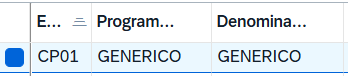 E... Program... Denomina...
CP01 GENERICO GENERICO